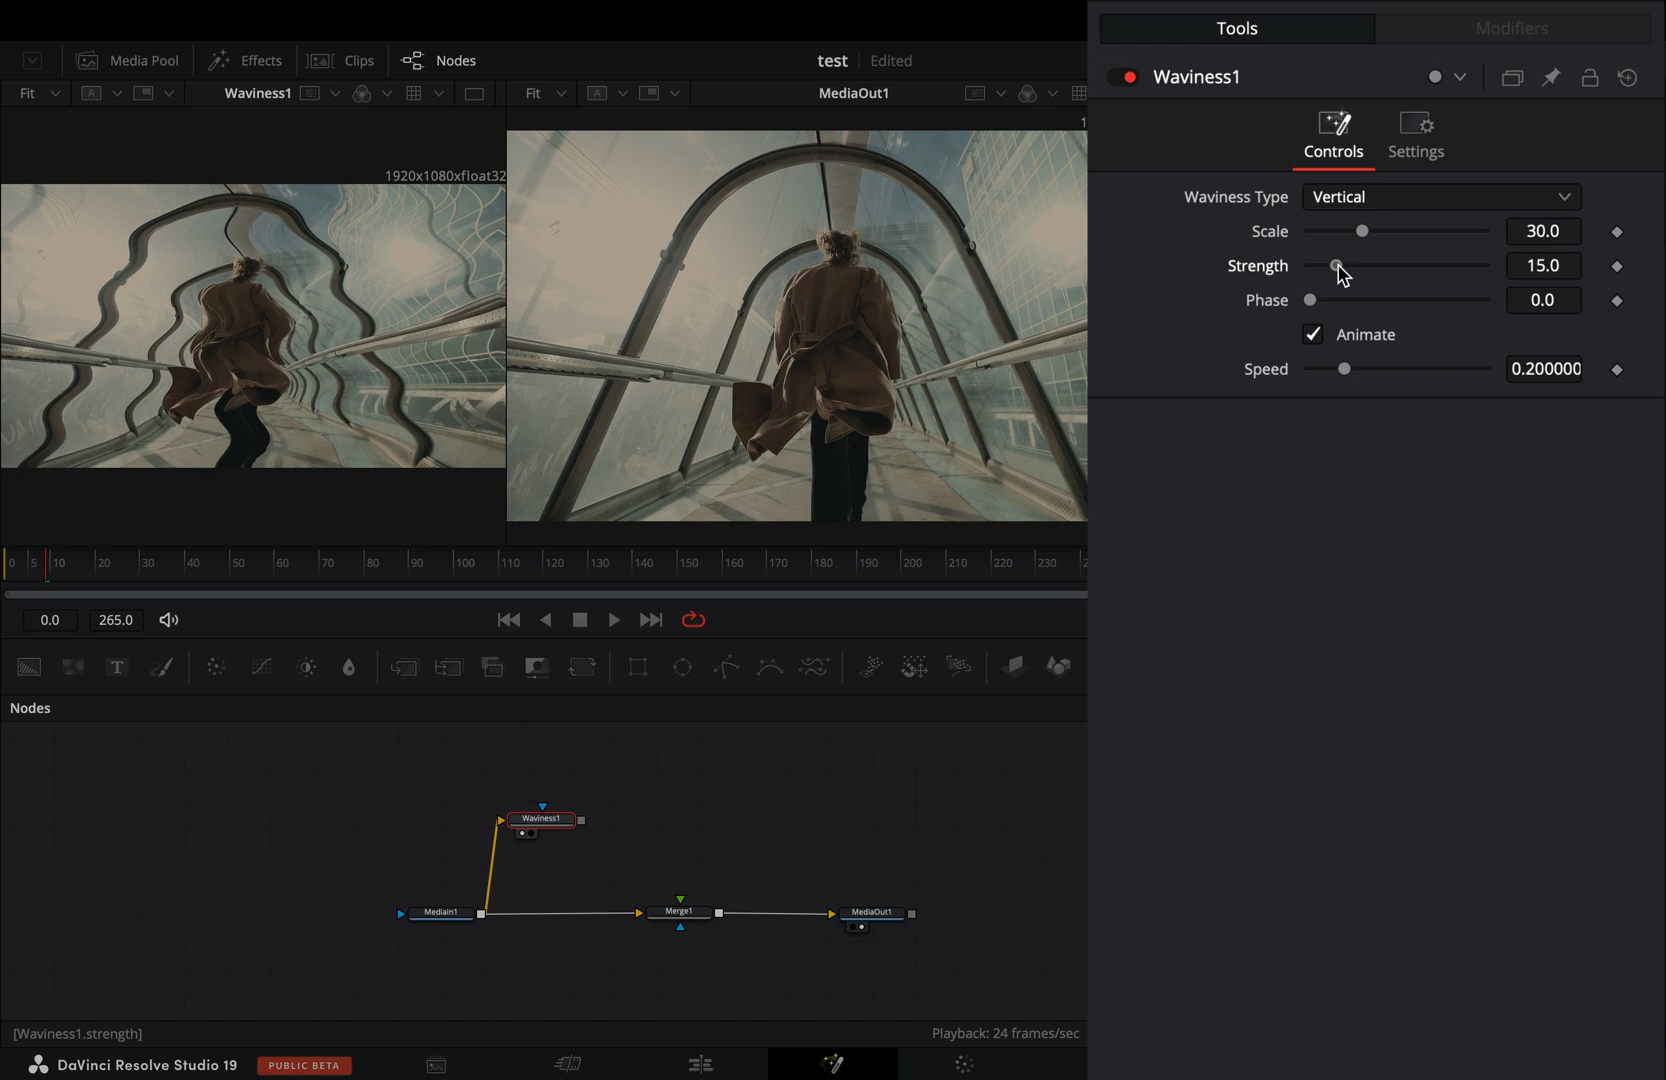 Tools
Modifiers
Media Pool
Effects
Clips
Nodes
test
Edited
Waviness1
Fit
A
Waviness1
Fit
A
MediaOut1
Controls
Settings
1
1920x1080xfloat32
Waviness Type
Vertical
Scale
30.0
Strength
15.0
Phase
0.0
Animate
Speed
0.200000
0 5 10 20 30 40 50 60 70 80 90 100 110 120 130 140 150 160 170 180 190 200 210 220 230 2
0.0
265.0
T
Nodes
Waviness1
MediaIn1
Merge1
MediaOut1
[Waviness1.strength]
Playback: 24 frames/sec
DaVinci Resolve Studio 19
PUBLIC BETA